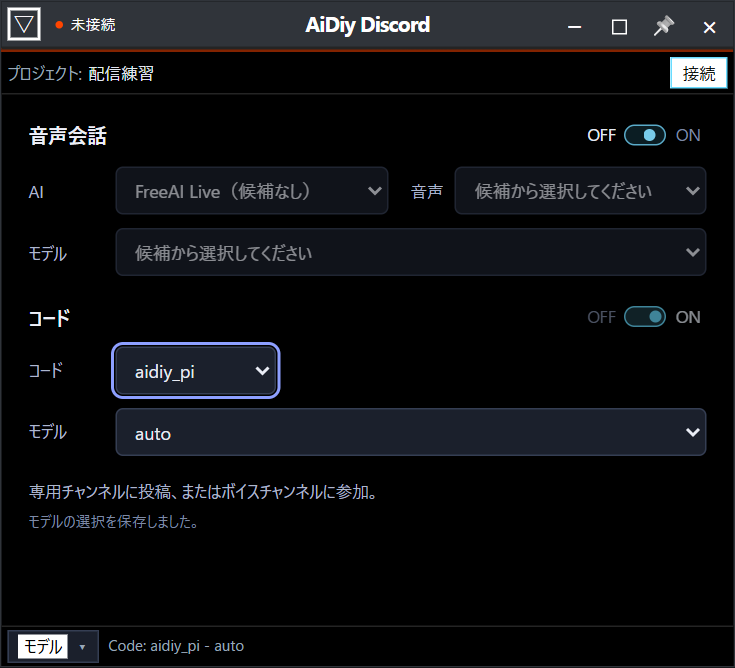 未接続 AiDiy Discord
プロジェクト: 配信練習 接続
音声会話 OFF ON
AI FreeAI Live（候補なし） 音声 候補から選択してください
モデル 候補から選択してください
コード OFF ON
コード aidiy_pi
モデル auto
専用チャンネルに投稿、またはボイスチャンネルに参加。
モデルの選択を保存しました。
モデル Code: aidiy_pi - auto